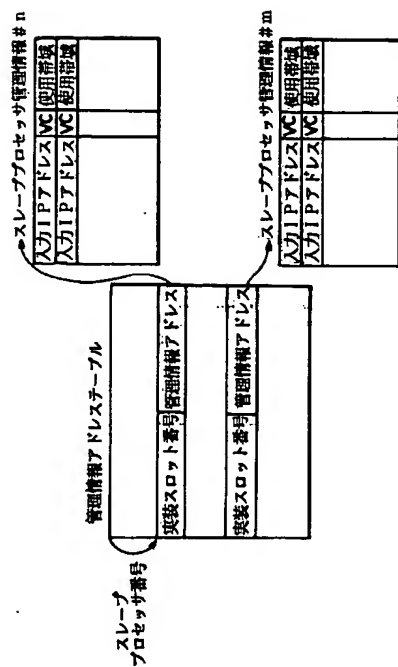 管理情報アドレステーブル
スレーブ
プロセッサ番号
実装スロット番号 管理情報アドレス
実装スロット番号 管理情報アドレス
スレーブプロセッサ管理情報#n
入力IPアドレス VC 使用帯域
入力IPアドレス VC 使用帯域
スレーブプロセッサ管理情報#m
入力IPアドレス VC 使用帯域
入力IPアドレス VC 使用帯域